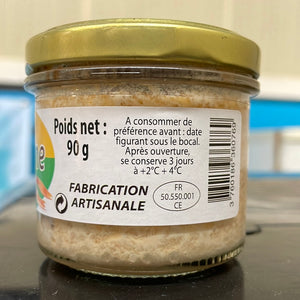 Poids net :
90 g
A consommer de
préférence avant : date
figurant sous le bocal.
Après ouverture,
se conserve 3 jours
à +2°C + 4°C
FABRICATION
ARTISANALE
FR
50.550.001
CE